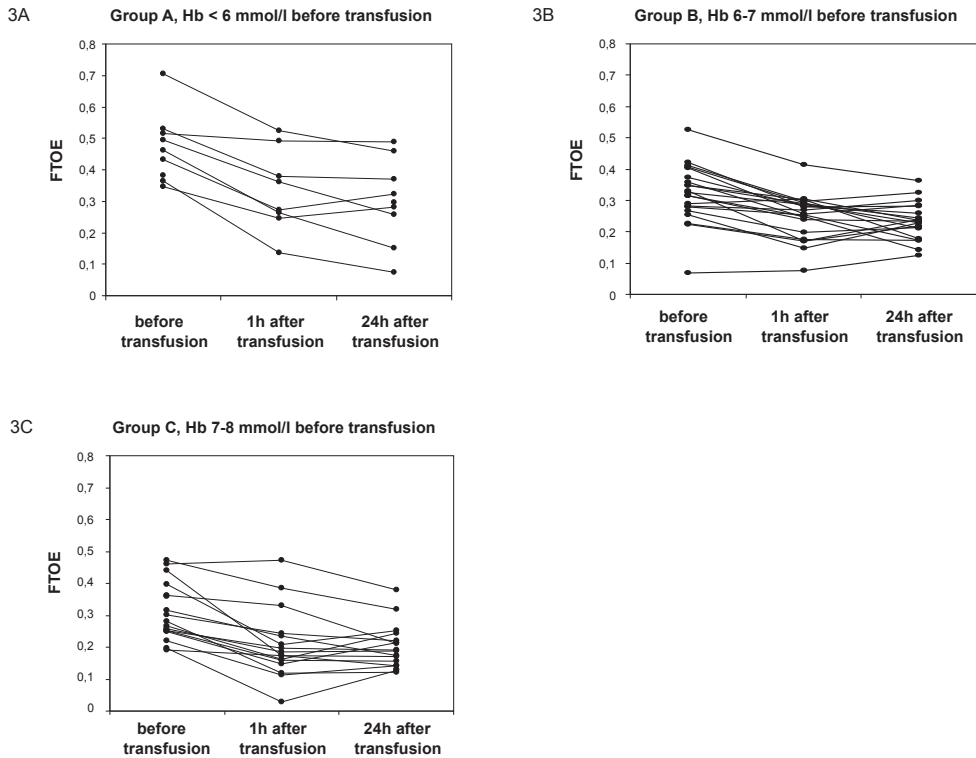 3A
Group A, Hb < 6 mmol/l before transfusion
0,8
0,7
0,6
0,5
0,4
0,3
0,2
0,1
0
FTOE
before
transfusion
1h after
transfusion
24h after
transfusion
3B
Group B, Hb 6-7 mmol/l before transfusion
0,8
0,7
0,6
0,5
0,4
0,3
0,2
0,1
0
FTOE
before
transfusion
1h after
transfusion
24h after
transfusion
3C
Group C, Hb 7-8 mmol/l before transfusion
0,8
0,7
0,6
0,5
0,4
0,3
0,2
0,1
0
FTOE
before
transfusion
1h after
transfusion
24h after
transfusion